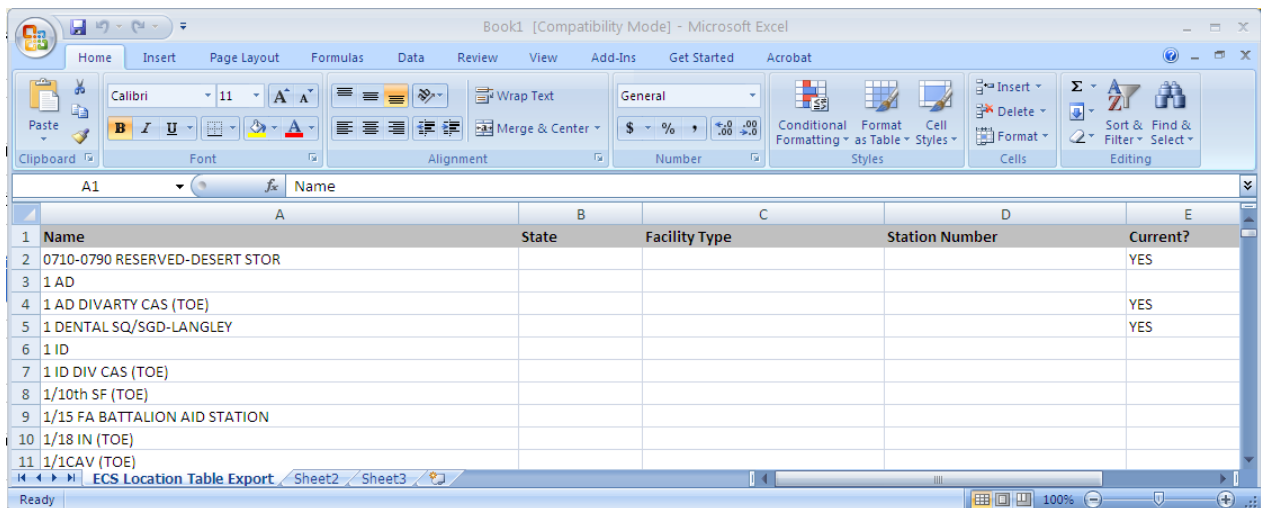 Book1 [Compatibility Mode] - Microsoft Excel
Home Insert Page Layout Formulas Data Review View Add-Ins Get Started Acrobat
Calibri 11 A A Wrap Text General Insert Σ
Paste B I U A Merge & Center $ % , .0 .00 .00 .0 Conditional Formatting Format as Table Cell Styles Delete Format Sort & Filter Find & Select
Clipboard Font Alignment Number Styles Cells Editing
A1 fx Name
A B C D E
1 Name State Facility Type Station Number Current?
2 0710-0790 RESERVED-DESERT STOR YES
3 1 AD
4 1 AD DIVARTY CAS (TOE) YES
5 1 DENTAL SQ/SGD-LANGLEY YES
6 1 ID
7 1 ID DIV CAS (TOE)
8 1/10th SF (TOE)
9 1/15 FA BATTALION AID STATION
10 1/18 IN (TOE)
11 1/1CAV (TOE)
ECS Location Table Export Sheet2 Sheet3
Ready 100%